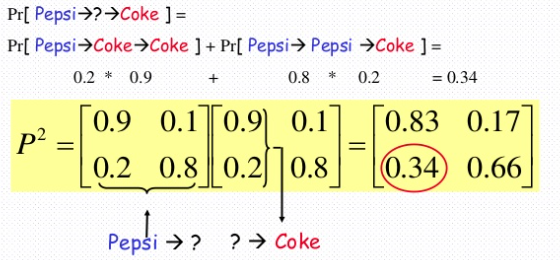 Pr[ Pepsi→?→Coke ] =
Pr[ Pepsi→Coke→Coke ] + Pr[ Pepsi→ Pepsi →Coke ] =
0.2 * 0.9 + 0.8 * 0.2 = 0.34
P² = [0.9 0.1][0.9 0.1] = [0.83 0.17]
[0.2 0.8][0.2 0.8] [0.34 0.66]
Pepsi → ? ? → Coke